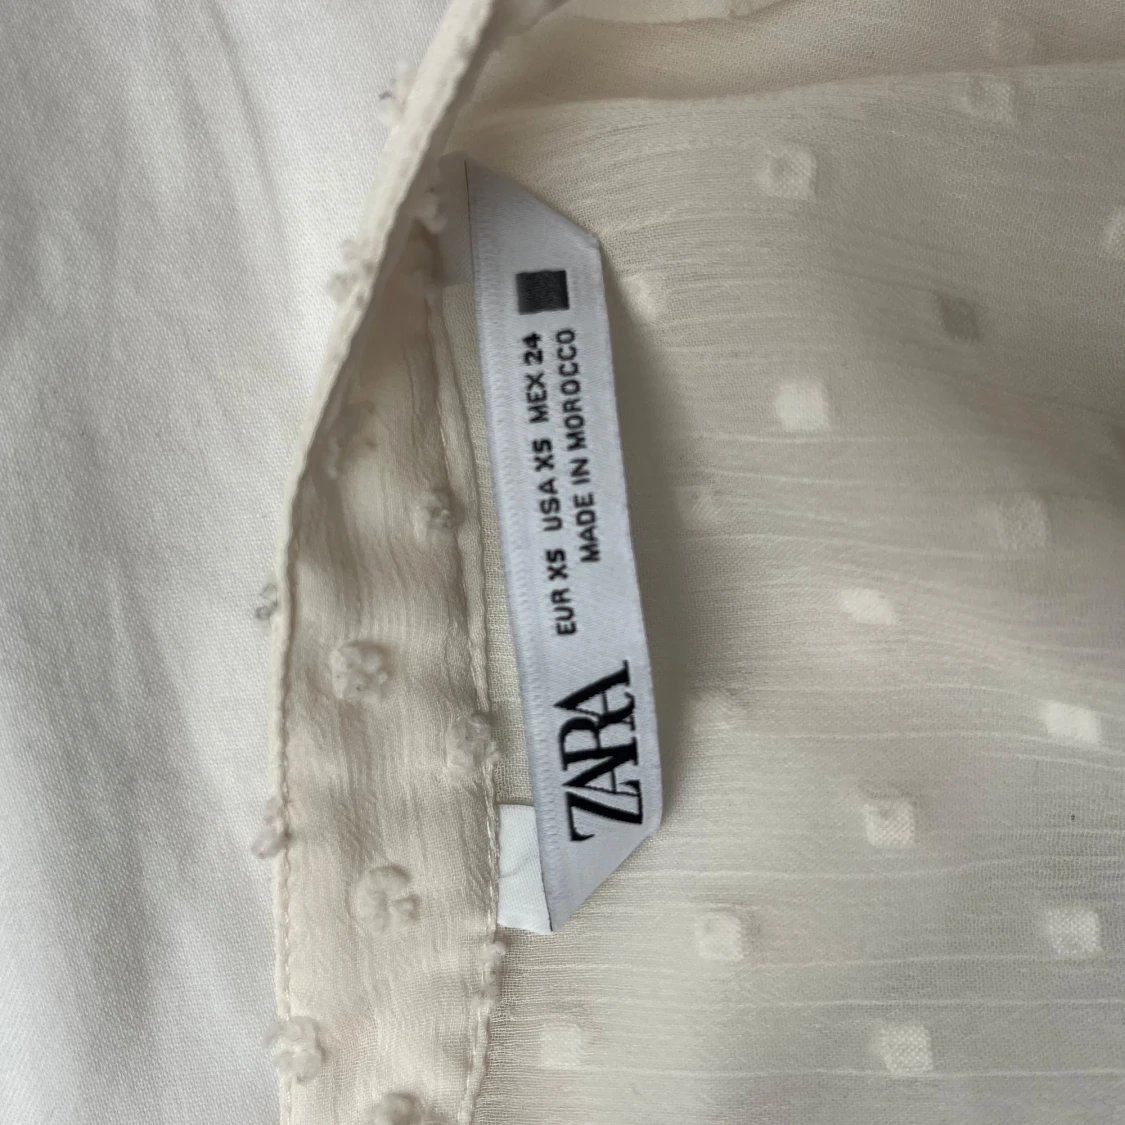 ZARA
EUR XS USA XS MEX 24
MADE IN MOROCCO